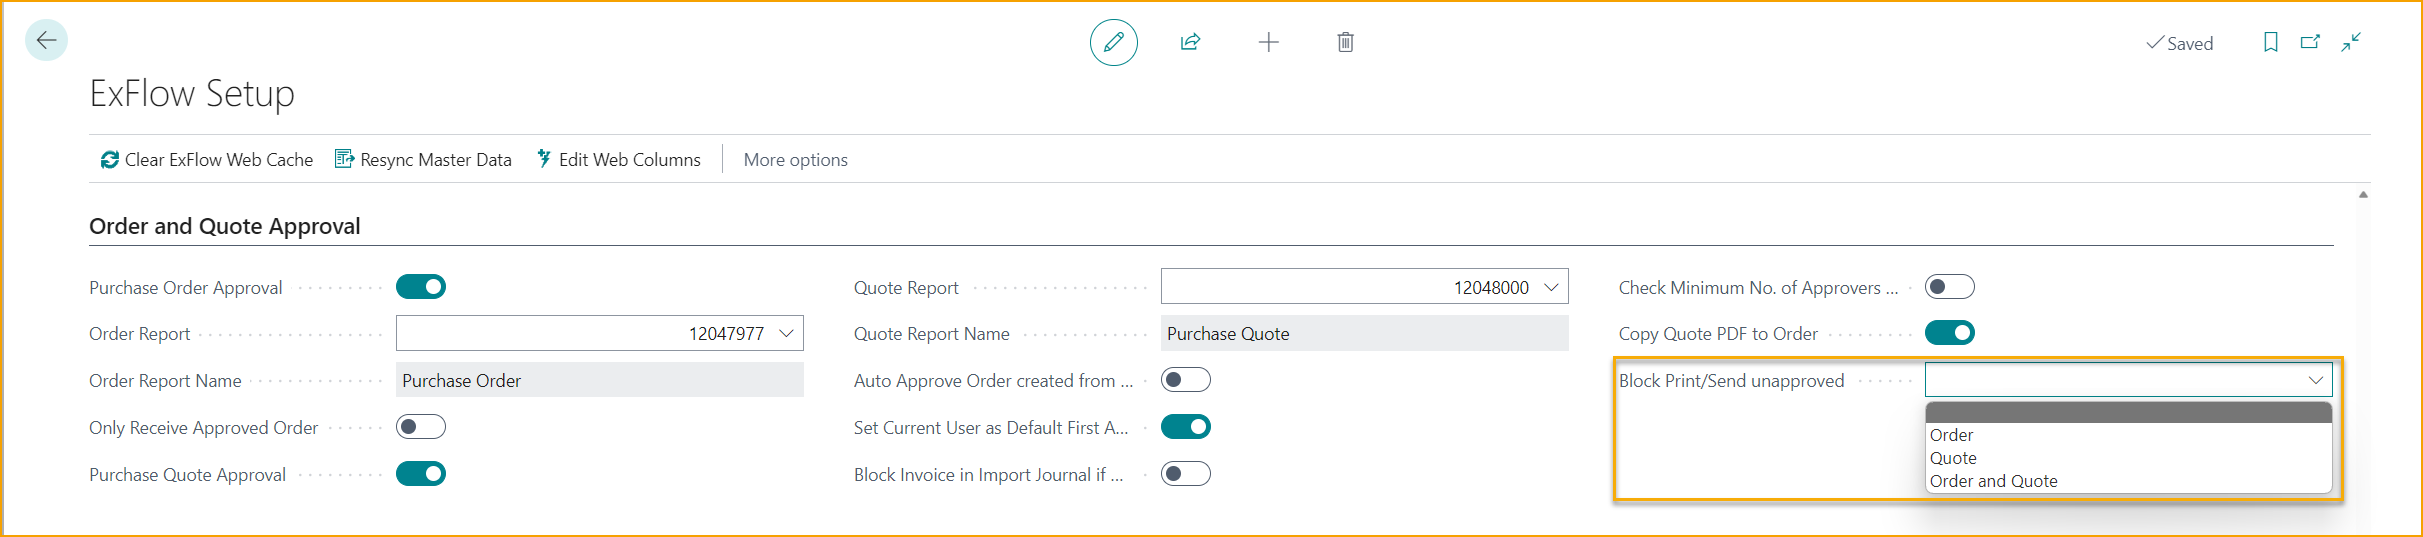 Saved
ExFlow Setup
Clear ExFlow Web Cache Resync Master Data Edit Web Columns More options
Order and Quote Approval
Purchase Order Approval
Order Report 12047977
Order Report Name Purchase Order
Only Receive Approved Order
Purchase Quote Approval
Quote Report 12048000
Quote Report Name Purchase Quote
Auto Approve Order created from ...
Set Current User as Default First A...
Block Invoice in Import Journal if ...
Check Minimum No. of Approvers ...
Copy Quote PDF to Order
Block Print/Send unapproved
Order
Quote
Order and Quote